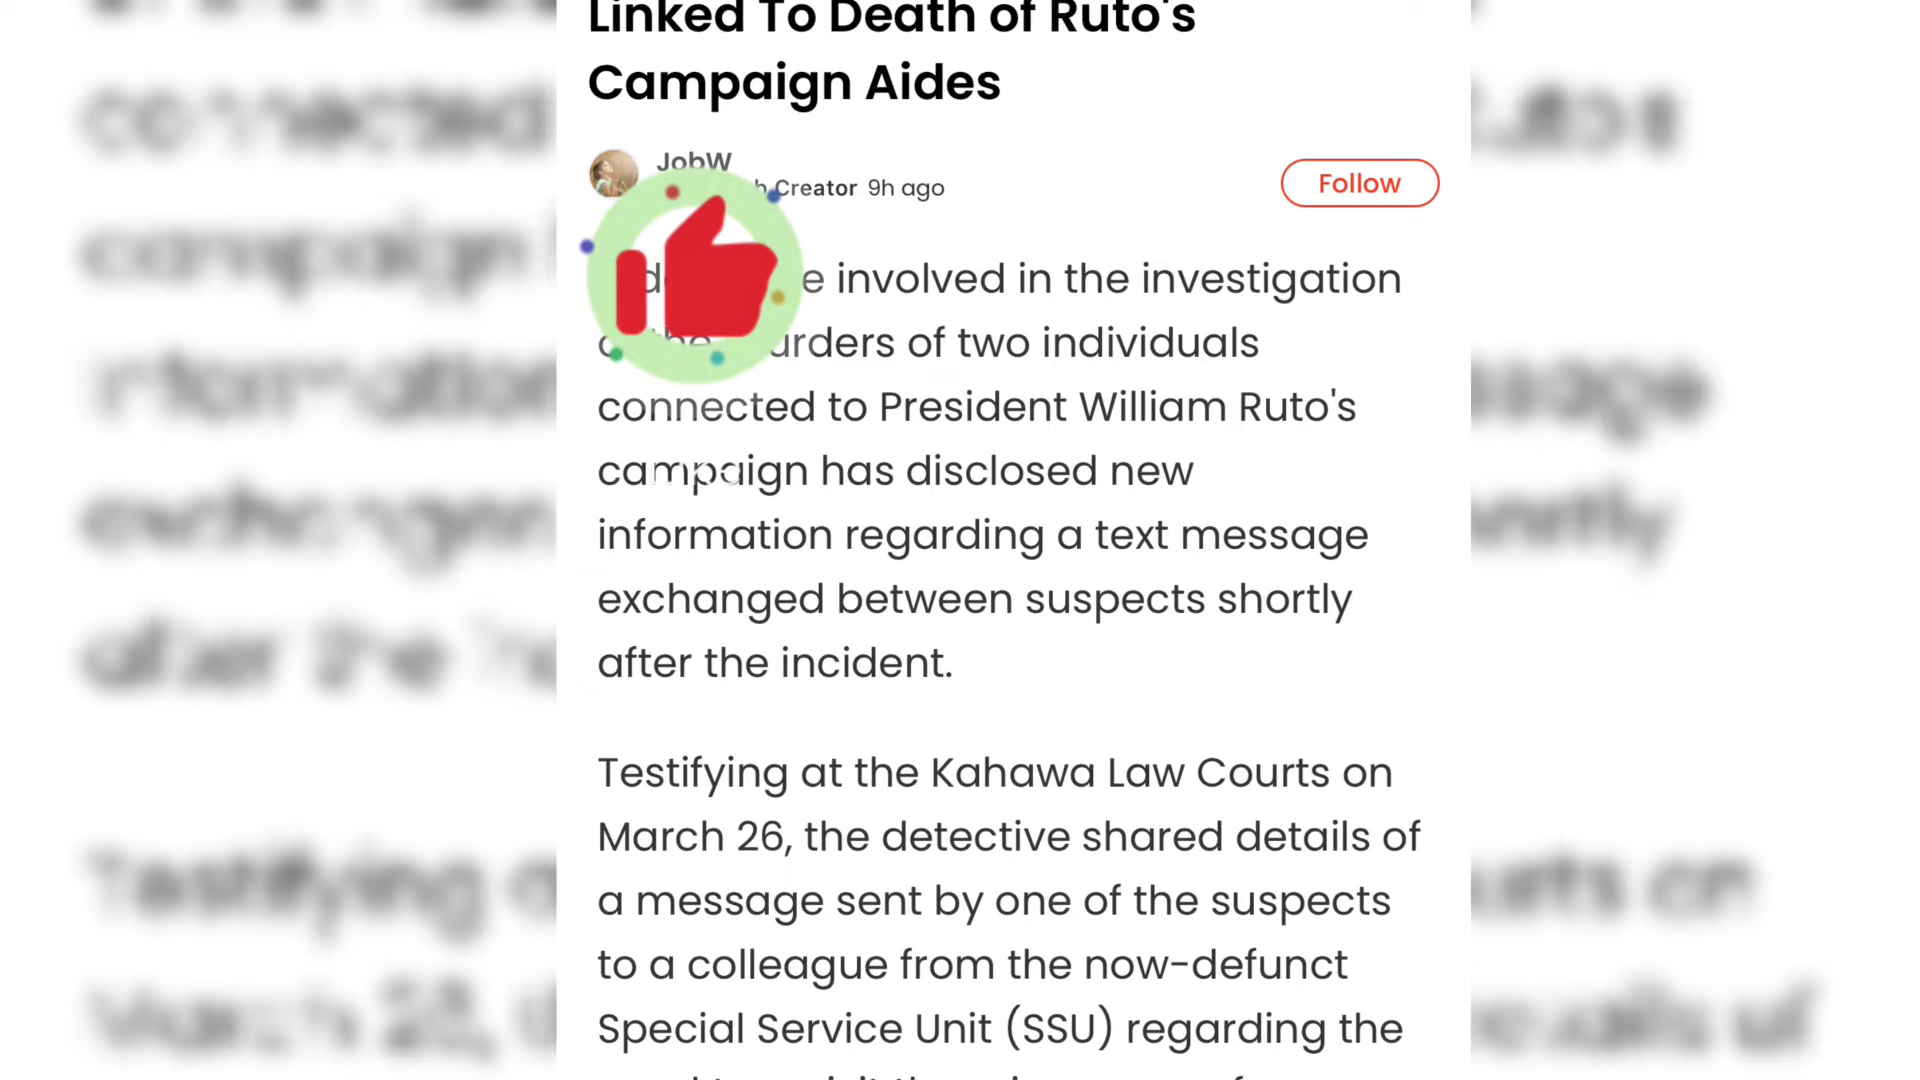 Linked To Death of Ruto's
Campaign Aides
JobW
Creator 9h ago
Follow
involved in the investigation
of two individuals
connected to President William Ruto's
campaign has disclosed new
information regarding a text message
exchanged between suspects shortly
after the incident.
Testifying at the Kahawa Law Courts on
March 26, the detective shared details of
a message sent by one of the suspects
to a colleague from the now-defunct
Special Service Unit (SSU) regarding the